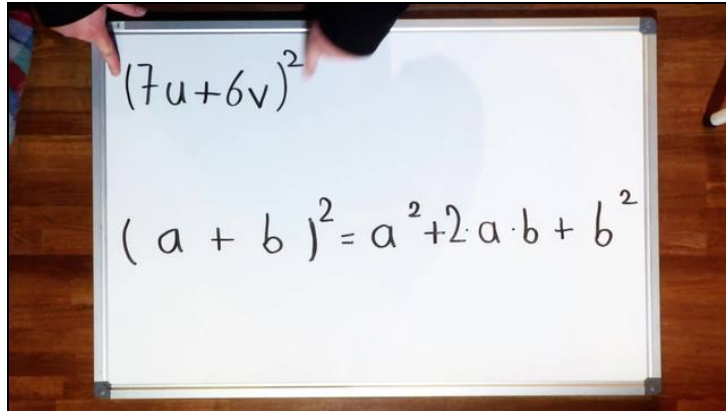 (7u+6v)²
(a + b)² = a²+2·a·b + b²